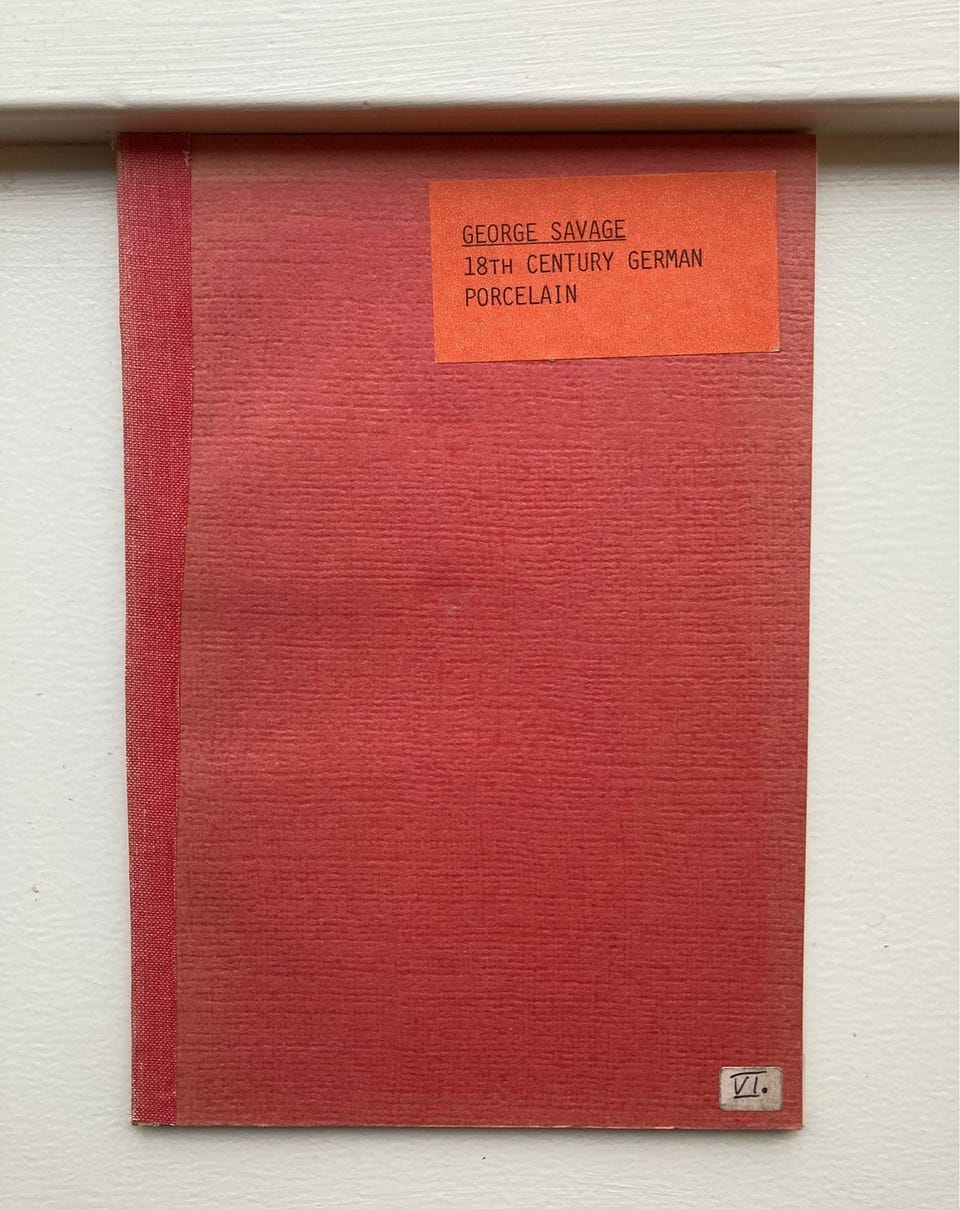 GEORGE SAVAGE
18TH CENTURY GERMAN
PORCELAIN
VI.